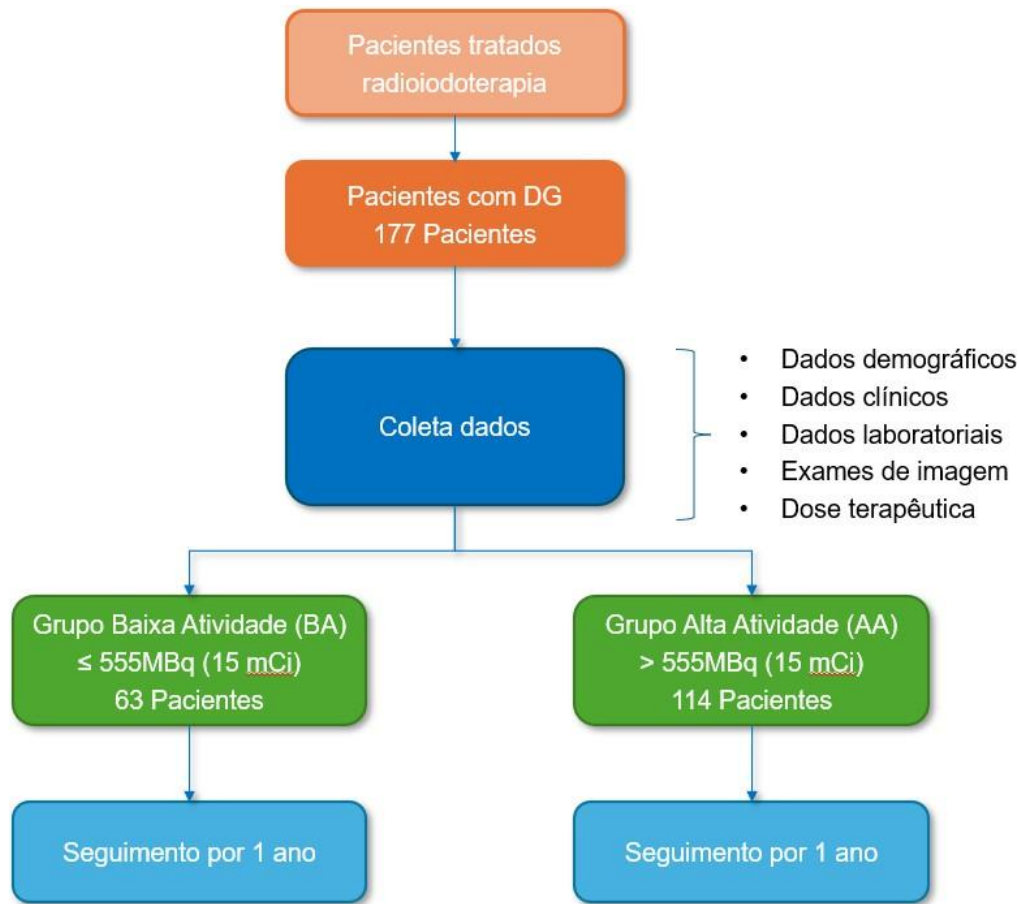 Pacientes tratados
radioiodoterapia
Pacientes com DG
177 Pacientes
Coleta dados
• Dados demográficos
• Dados clínicos
• Dados laboratoriais
• Exames de imagem
• Dose terapêutica
Grupo Baixa Atividade (BA)
≤ 555MBq (15 mCi)
63 Pacientes
Grupo Alta Atividade (AA)
> 555MBq (15 mCi)
114 Pacientes
Seguimento por 1 ano
Seguimento por 1 ano